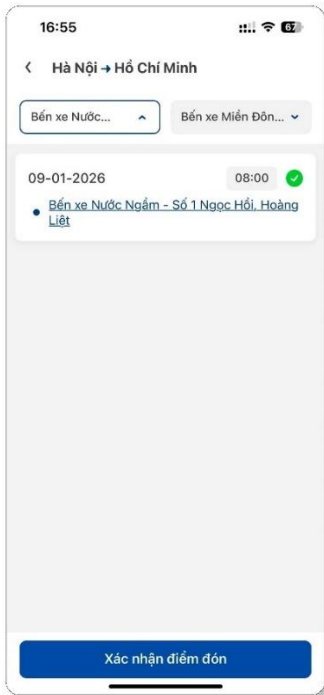 16:55
67
Hà Nội → Hồ Chí Minh
Bến xe Nước... Bến xe Miền Đôn...
09-01-2026 08:00
Bến xe Nước Ngầm - Số 1 Ngọc Hồi, Hoàng
Liệt
Xác nhận điểm đón